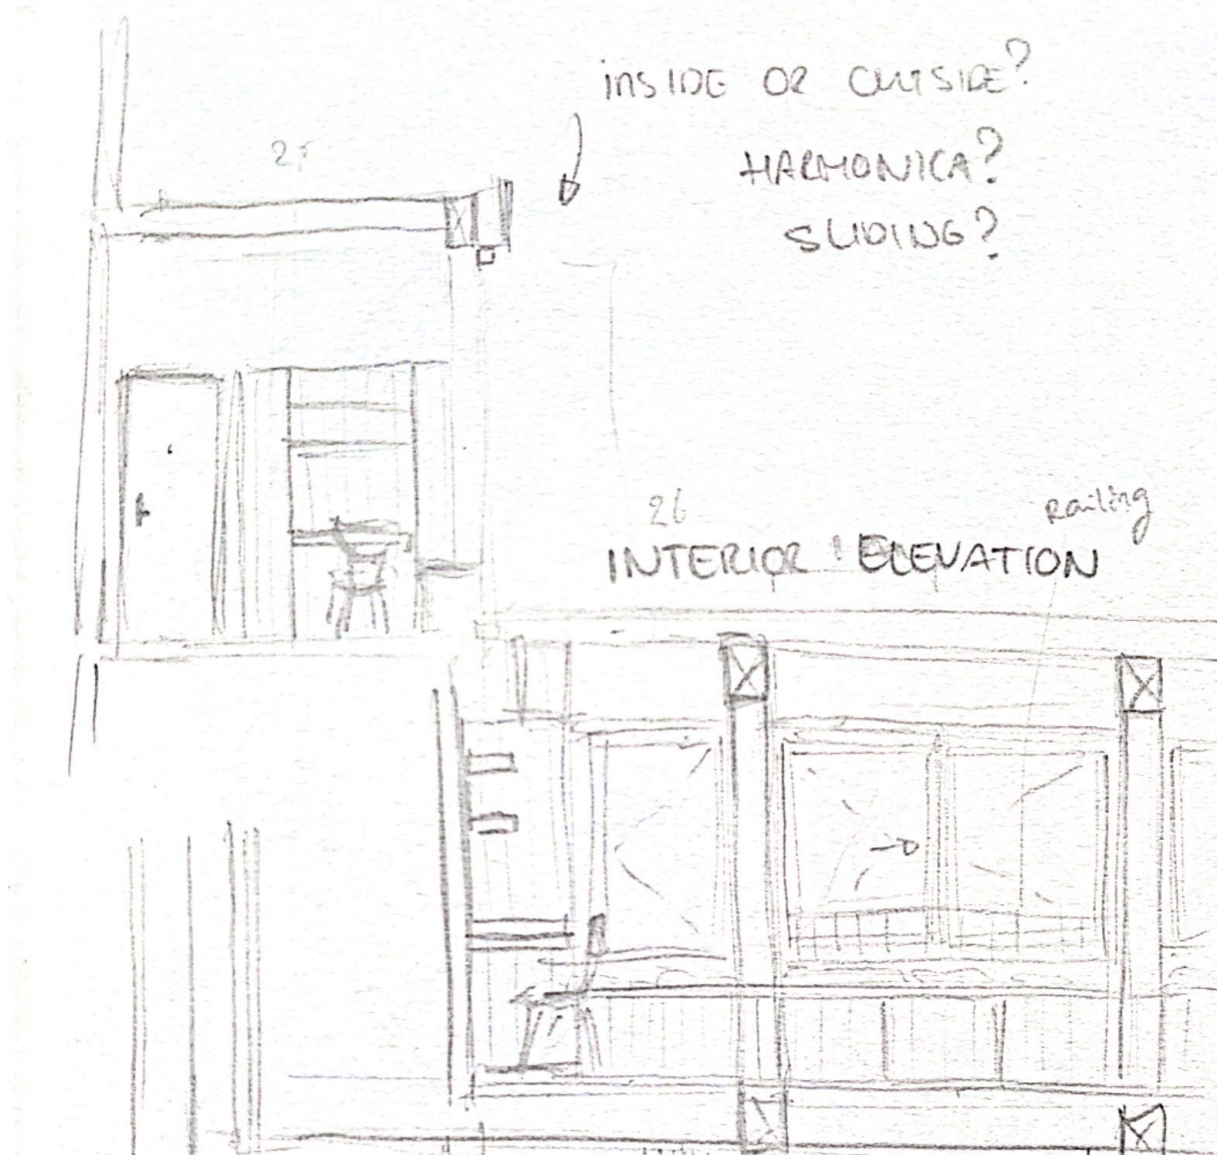 INSIDE OR OUTSIDE?
HARMONICA?
SLIDING?
26
railing
INTERIOR ELEVATION